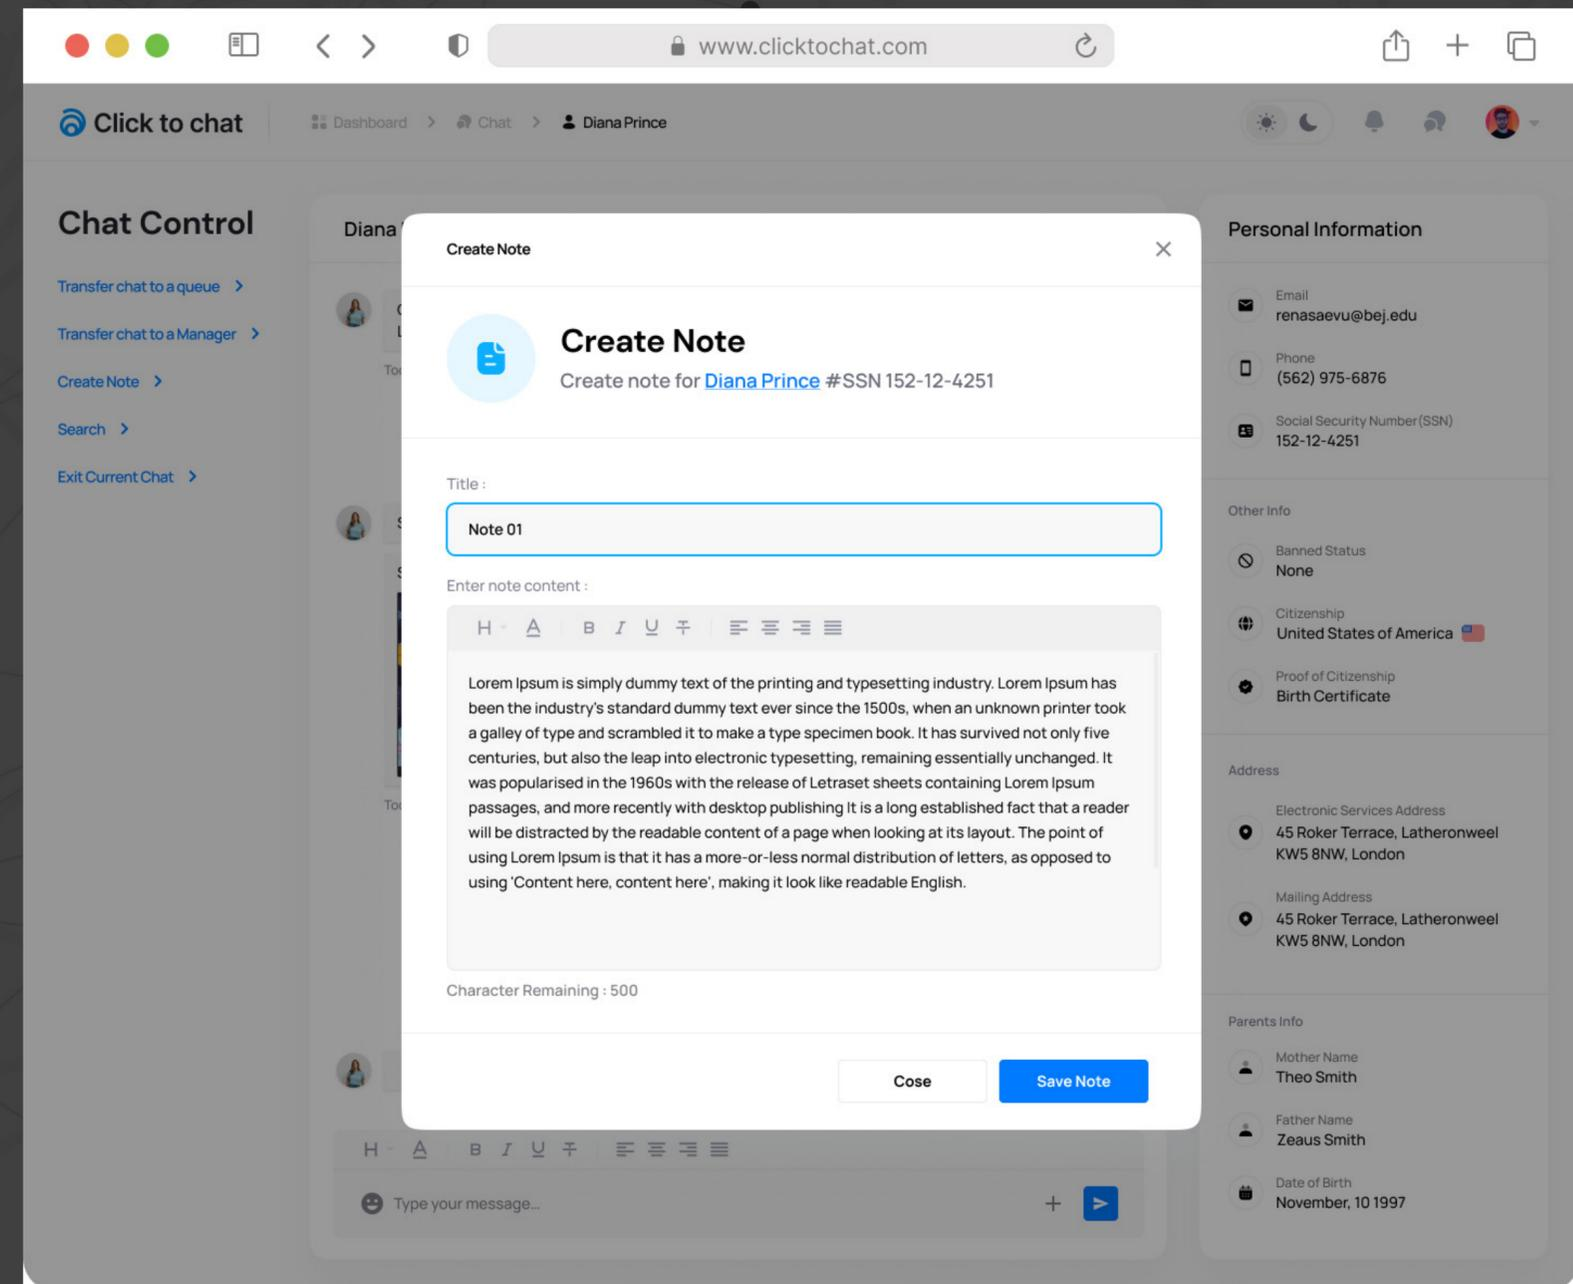 www.clicktochat.com
Click to chat
Dashboard > Chat > Diana Prince
Chat Control
Transfer chat to a queue >
Transfer chat to a Manager >
Create Note >
Search >
Exit Current Chat >
Diana
Create Note
Create Note
Create note for Diana Prince #SSN 152-12-4251
Title :
Note 01
Enter note content :
H A B I U T
Lorem Ipsum is simply dummy text of the printing and typesetting industry. Lorem Ipsum has
been the industry's standard dummy text ever since the 1500s, when an unknown printer took
a galley of type and scrambled it to make a type specimen book. It has survived not only five
centuries, but also the leap into electronic typesetting, remaining essentially unchanged. It
was popularised in the 1960s with the release of Letraset sheets containing Lorem Ipsum
passages, and more recently with desktop publishing It is a long established fact that a reader
will be distracted by the readable content of a page when looking at its layout. The point of
using Lorem Ipsum is that it has a more-or-less normal distribution of letters, as opposed to
using 'Content here, content here', making it look like readable English.
Character Remaining : 500
Cose
Save Note
H A B I U T
Type your message...
Personal Information
Email
renasaevu@bej.edu
Phone
(562) 975-6876
Social Security Number(SSN)
152-12-4251
Other Info
Banned Status
None
Citizenship
United States of America
Proof of Citizenship
Birth Certificate
Address
Electronic Services Address
45 Roker Terrace, Latheronweel
KW5 8NW, London
Mailing Address
45 Roker Terrace, Latheronweel
KW5 8NW, London
Parents Info
Mother Name
Theo Smith
Father Name
Zeaus Smith
Date of Birth
November, 10 1997